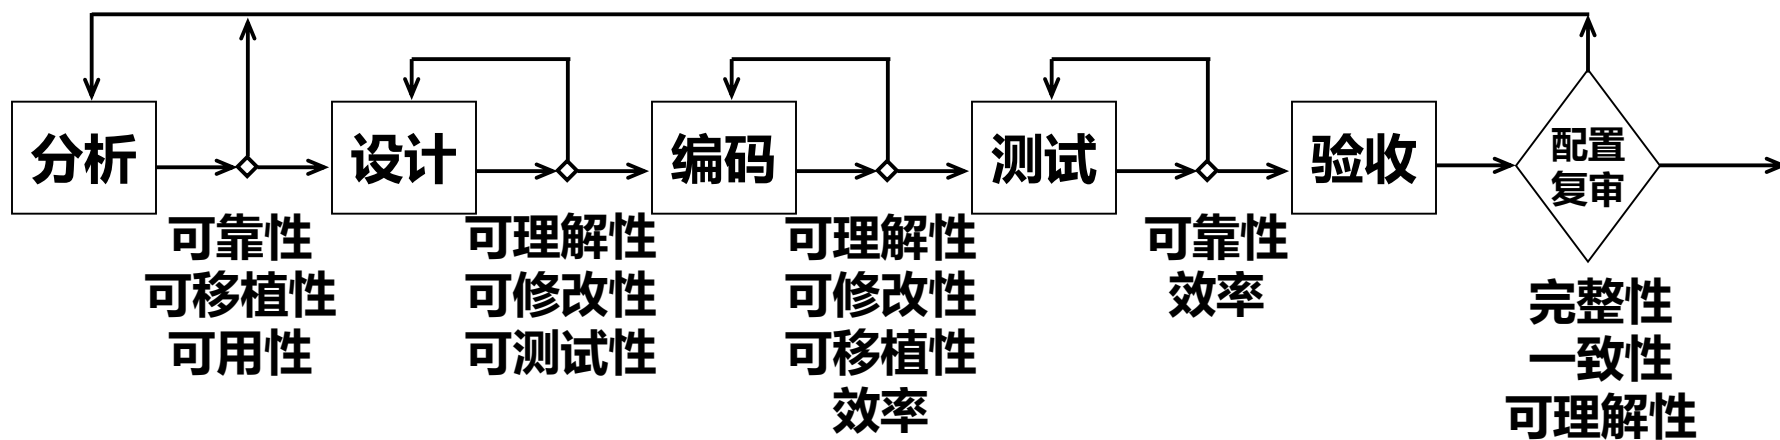 分析
设计
编码
测试
验收
配置
复审
可靠性
可移植性
可用性
可理解性
可修改性
可测试性
可理解性
可修改性
可移植性
效率
可靠性
效率
完整性
一致性
可理解性